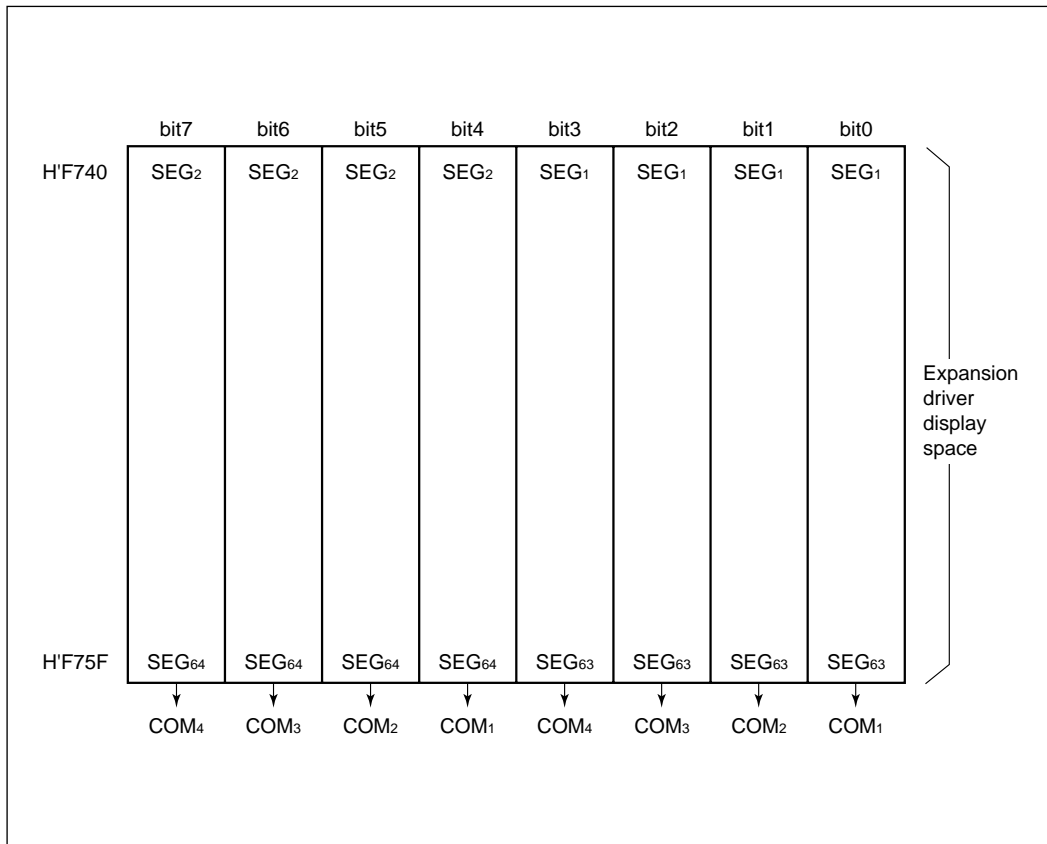 bit7 bit6 bit5 bit4 bit3 bit2 bit1 bit0
H'F740 SEG2 SEG2 SEG2 SEG2 SEG1 SEG1 SEG1 SEG1
Expansion
driver
display
space
H'F75F SEG64 SEG64 SEG64 SEG64 SEG63 SEG63 SEG63 SEG63
COM4 COM3 COM2 COM1 COM4 COM3 COM2 COM1